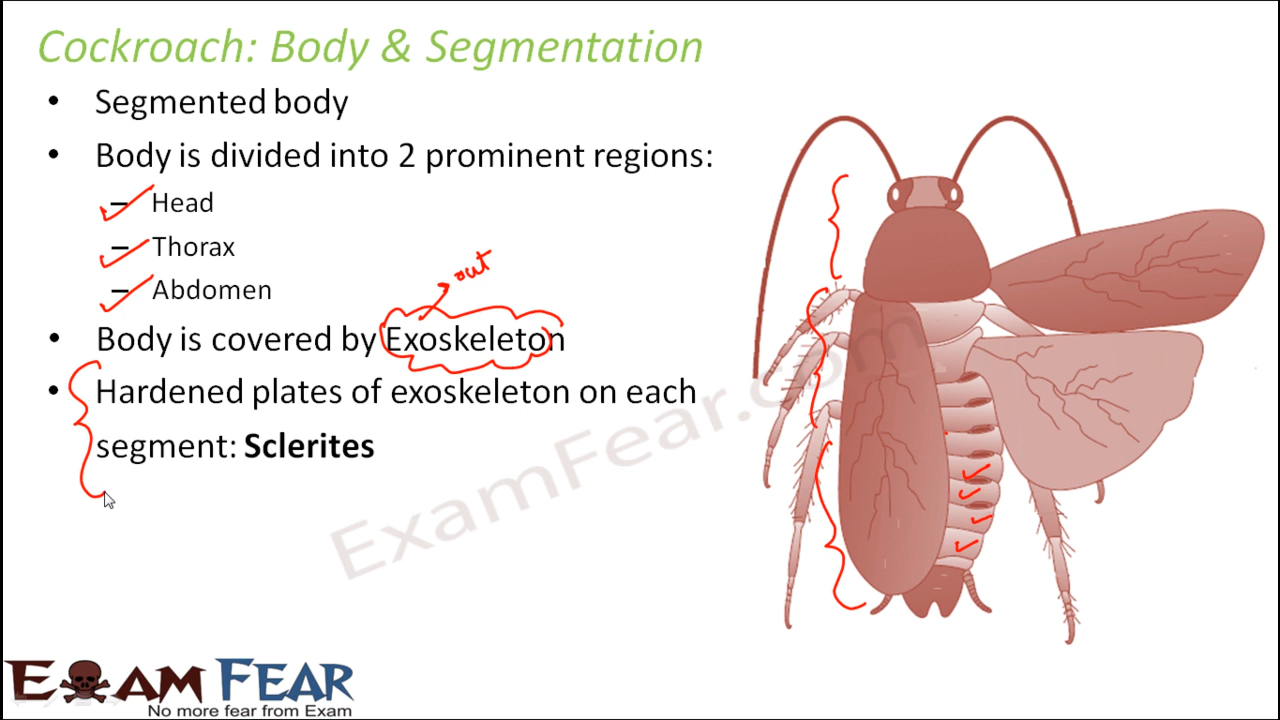 Cockroach: Body & Segmentation
• Segmented body
• Body is divided into 2 prominent regions:
– Head
– Thorax
– Abdomen
out
• Body is covered by Exoskeleton
• Hardened plates of exoskeleton on each
segment: Sclerites
ExamFear.com
EXAM FEAR
No more fear from Exam